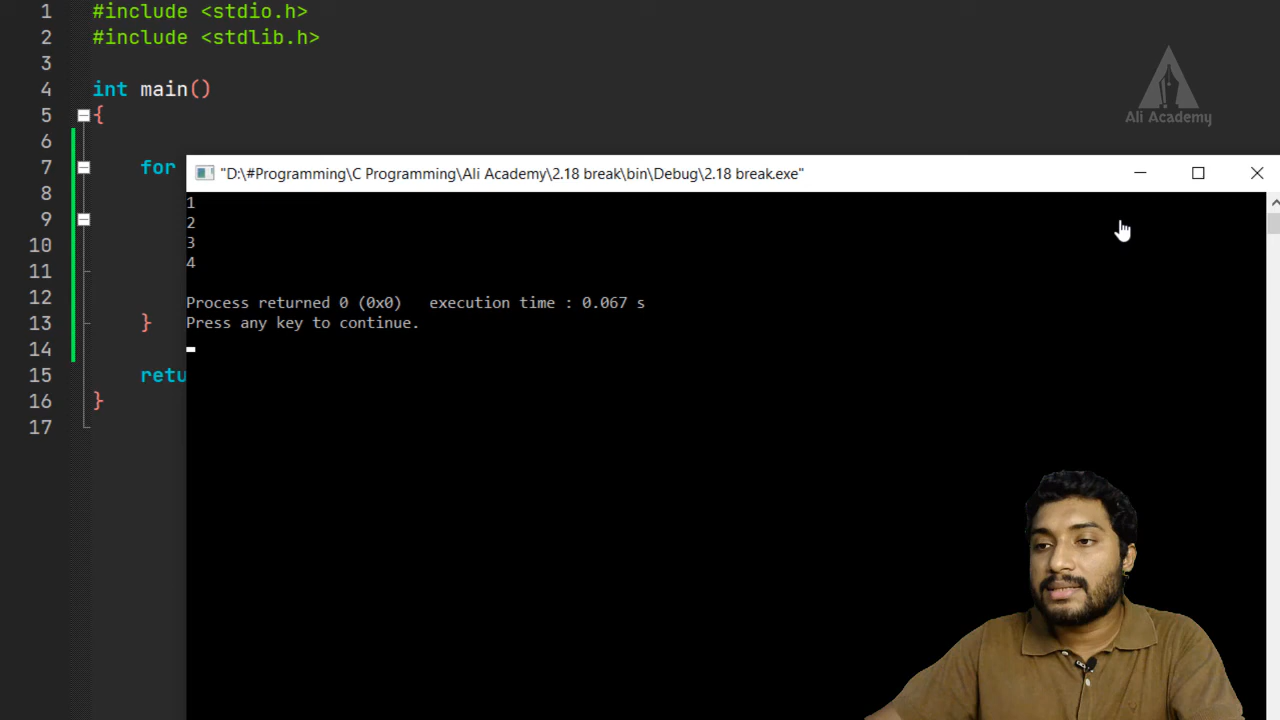 1 #include <stdio.h>
2 #include <stdlib.h>
3
4 int main()
5 {
6
7 for
8
9
10
11
12
13 }
14
15 retu
16 }
17
Ali Academy
"D:\#Programming\C Programming\Ali Academy\2.18 break\bin\Debug\2.18 break.exe"
1
2
3
4
Process returned 0 (0x0) execution time : 0.067 s
Press any key to continue.